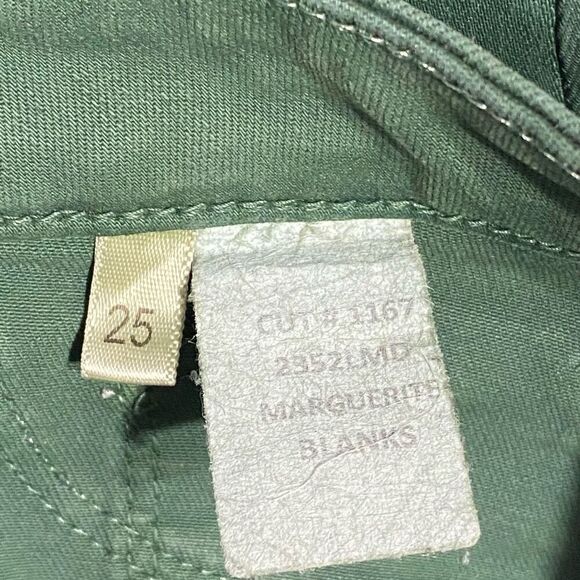 25
CUT # 1167
2352LMD
MARGUERITE
BLANKS